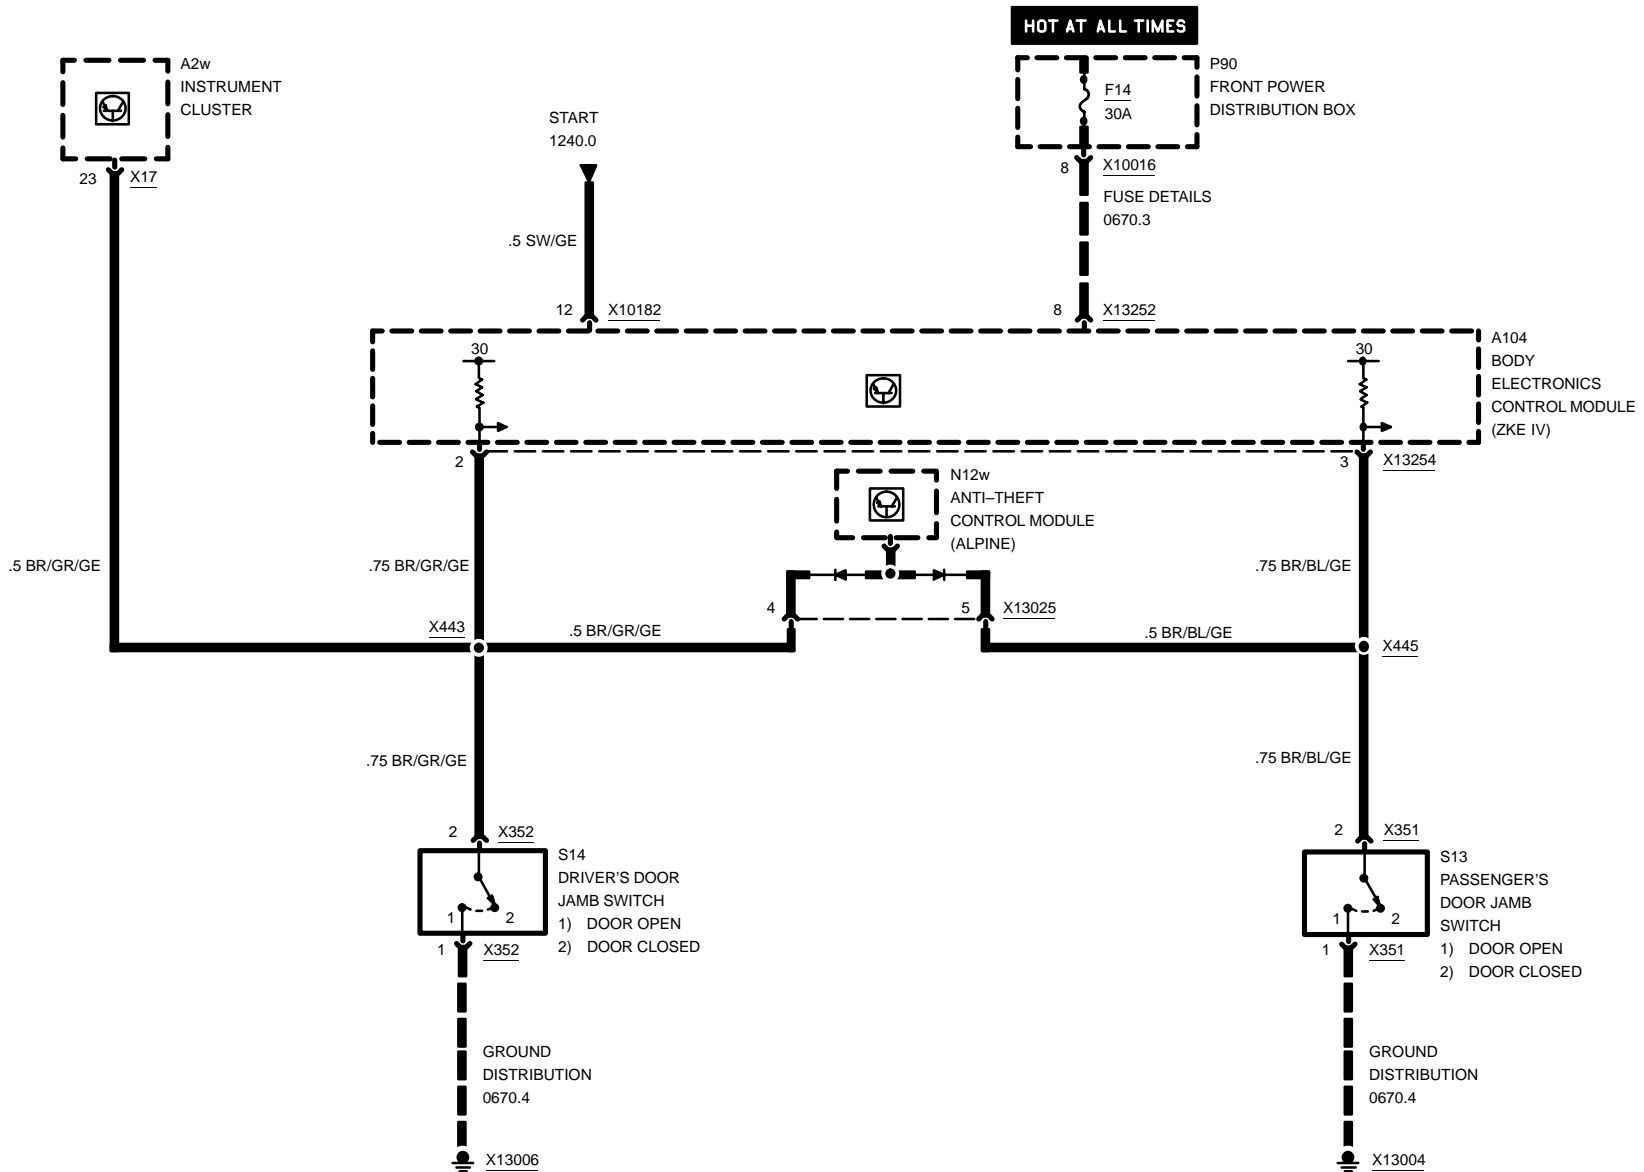 HOT AT ALL TIMES
A2w
INSTRUMENT
CLUSTER
23
X17
START
1240.0
P90
FRONT POWER
DISTRIBUTION BOX
F14
30A
8
X10016
FUSE DETAILS
0670.3
.5 SW/GE
12
X10182
8
X13252
30
30
A104
BODY
ELECTRONICS
CONTROL MODULE
(ZKE IV)
2
3
X13254
N12w
ANTI–THEFT
CONTROL MODULE
(ALPINE)
.5 BR/GR/GE
.75 BR/GR/GE
.75 BR/BL/GE
4
5
X13025
X443
.5 BR/GR/GE
.5 BR/BL/GE
X445
.75 BR/GR/GE
.75 BR/BL/GE
2
X352
S14
DRIVER'S DOOR
JAMB SWITCH
1) DOOR OPEN
2) DOOR CLOSED
1
2
1
X352
2
X351
S13
PASSENGER'S
DOOR JAMB
SWITCH
1) DOOR OPEN
2) DOOR CLOSED
1
2
1
X351
GROUND
DISTRIBUTION
0670.4
GROUND
DISTRIBUTION
0670.4
X13006
X13004